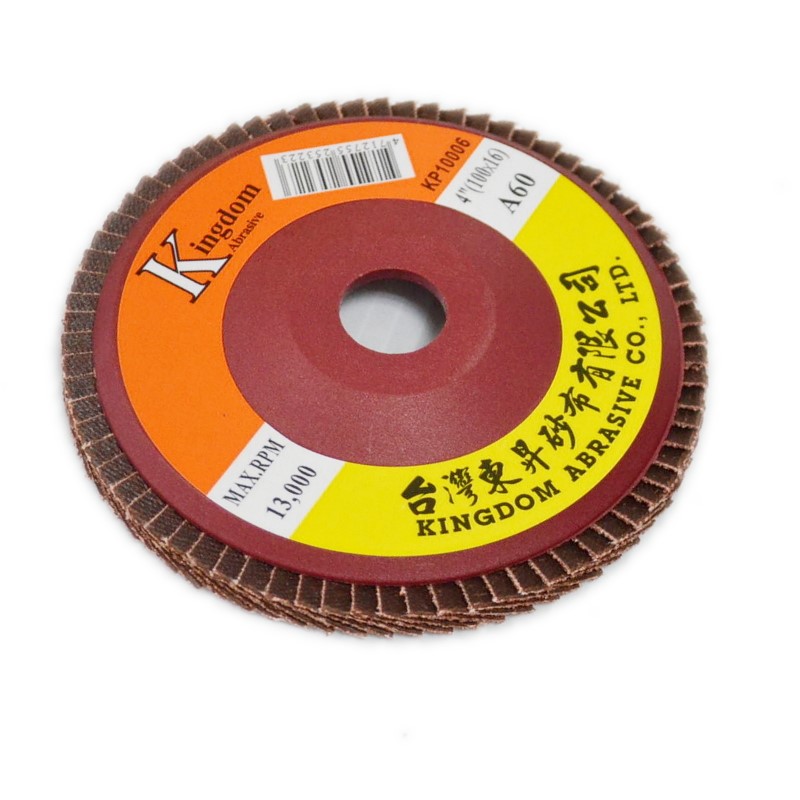 Kingdom
Abrasive
4712755253223
KP10006
4"(100x16)
A60
台灣東昇砂布有限公司
KINGDOM ABRASIVE CO., LTD.
MAX.RPM
13,000